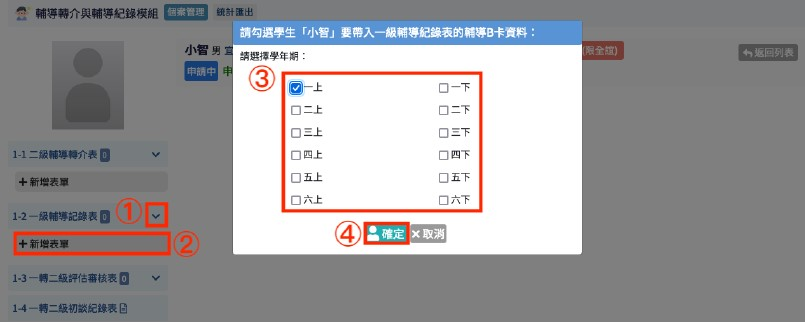 輔導轉介與輔導紀錄模組 個案管理 統計匯出
小智 男
申請中
返回列表
1-1 二級輔導轉介表 0
+新增表單
① 1-2 一級輔導記錄表 0
② +新增表單
1-3 一轉二級評估審核表 0
1-4 一轉二級初談記錄表
請勾選學生「小智」要帶入一級輔導紀錄表的輔導B卡資料：
請選擇學年期：
③
一上 一下
二上 二下
三上 三下
四上 四下
五上 五下
六上 六下
④ 確定 ×取消